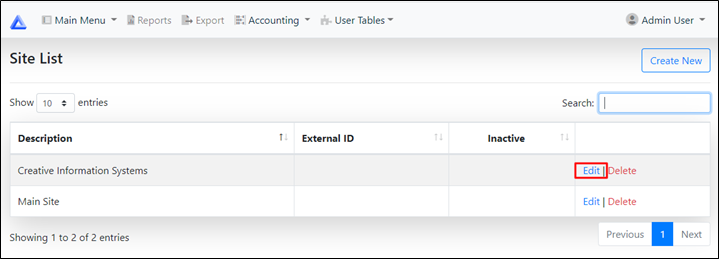 Main Menu Reports Export Accounting User Tables Admin User
Site List Create New
Show 10 entries Search:
Description External ID Inactive
Creative Information Systems Edit | Delete
Main Site Edit | Delete
Showing 1 to 2 of 2 entries Previous 1 Next